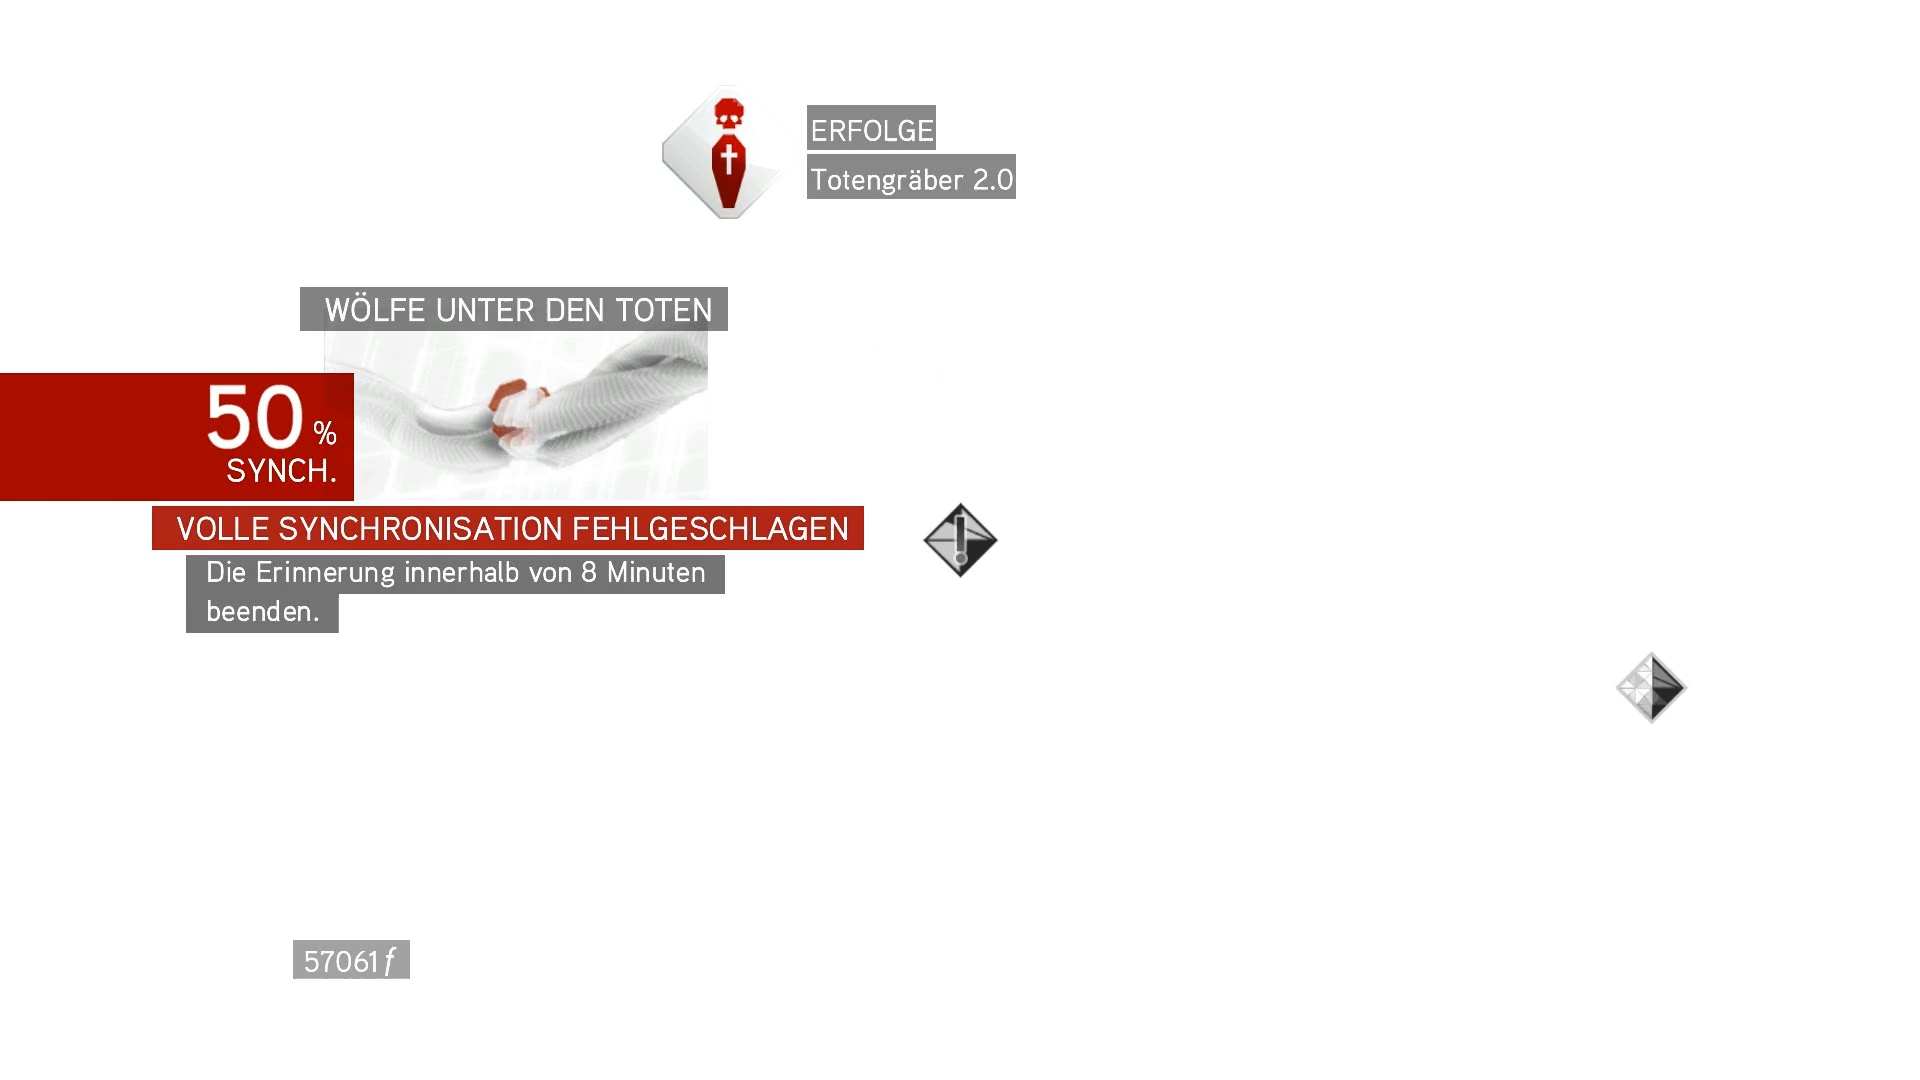 ERFOLGE
Totengräber 2.0
WÖLFE UNTER DEN TOTEN
50 %
SYNCH.
VOLLE SYNCHRONISATION FEHLGESCHLAGEN
Die Erinnerung innerhalb von 8 Minuten
beenden.
57061 ƒ